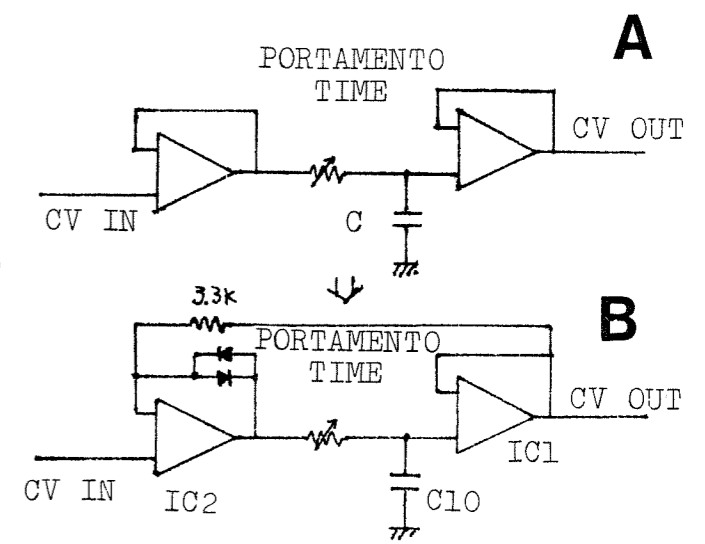 A
PORTAMENTO
TIME
CV OUT
CV IN
C
3.3K
B
PORTAMENTO
TIME
CV OUT
IC1
CV IN
IC2
C10